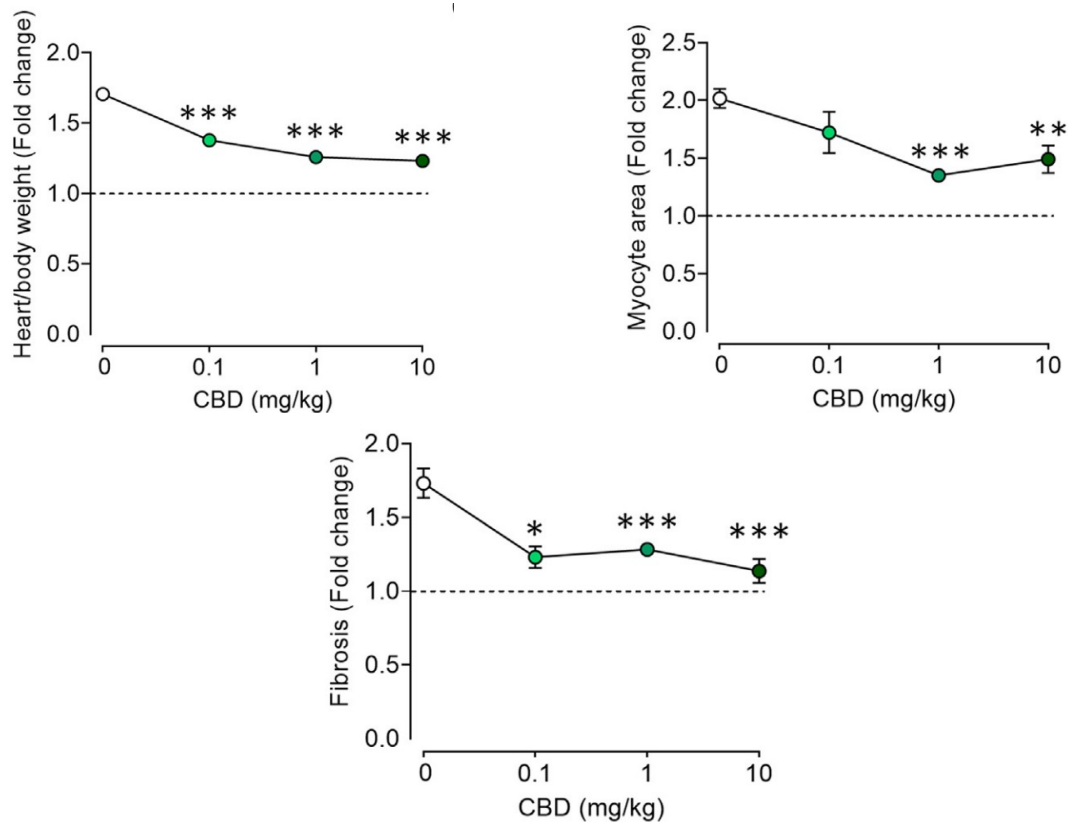 Heart/body weight (Fold change)
2.0
1.5
1.0
0.5
0.0
***
***
***
0 0.1 1 10
CBD (mg/kg)
Myocyte area (Fold change)
2.5
2.0
1.5
1.0
0.5
0.0
***
**
0 0.1 1 10
CBD (mg/kg)
Fibrosis (Fold change)
2.0
1.5
1.0
0.5
0.0
*
***
***
0 0.1 1 10
CBD (mg/kg)